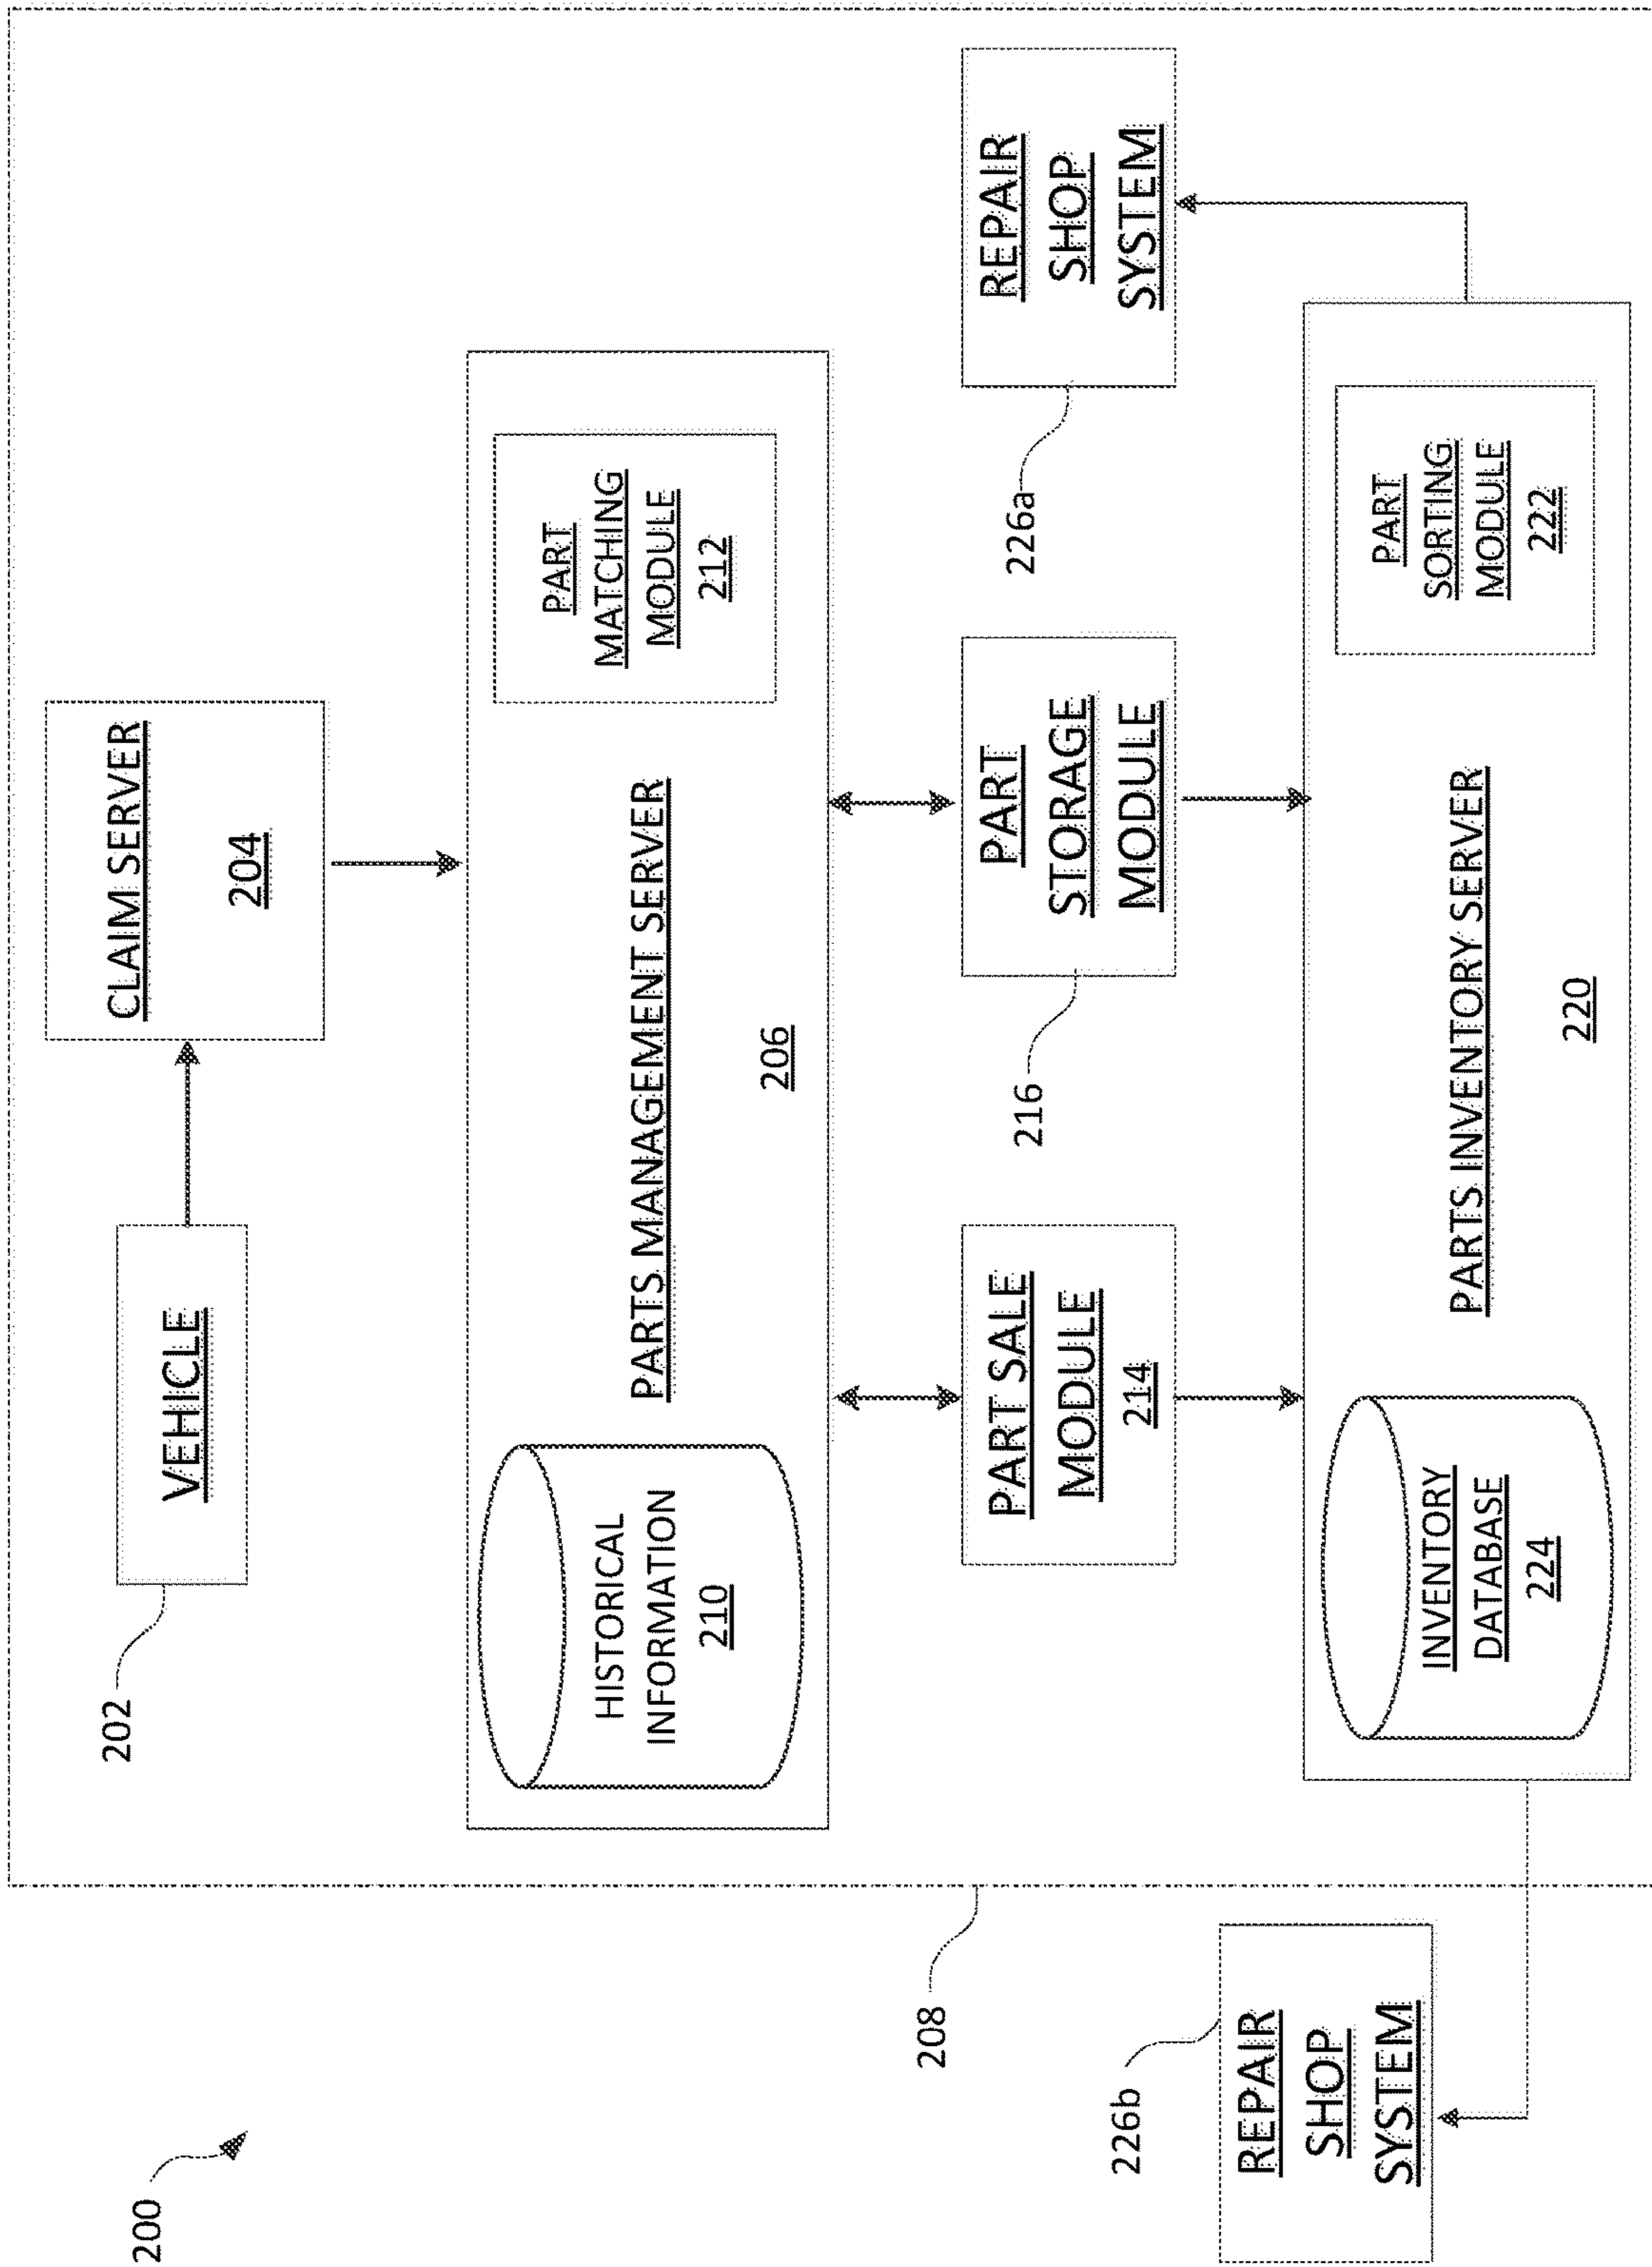 200
202
VEHICLE
CLAIM SERVER
204
HISTORICAL
INFORMATION
210
PARTS MANAGEMENT SERVER
206
PART
MATCHING
MODULE
212
208
PART SALE
MODULE
214
216
PART
STORAGE
MODULE
226a
REPAIR
SHOP
SYSTEM
226b
REPAIR
SHOP
SYSTEM
INVENTORY
DATABASE
224
PARTS INVENTORY SERVER
220
PART
SORTING
MODULE
222